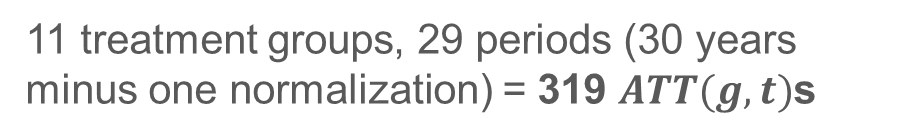 11 treatment groups, 29 periods (30 years
minus one normalization) = 319 ATT(g, t)s